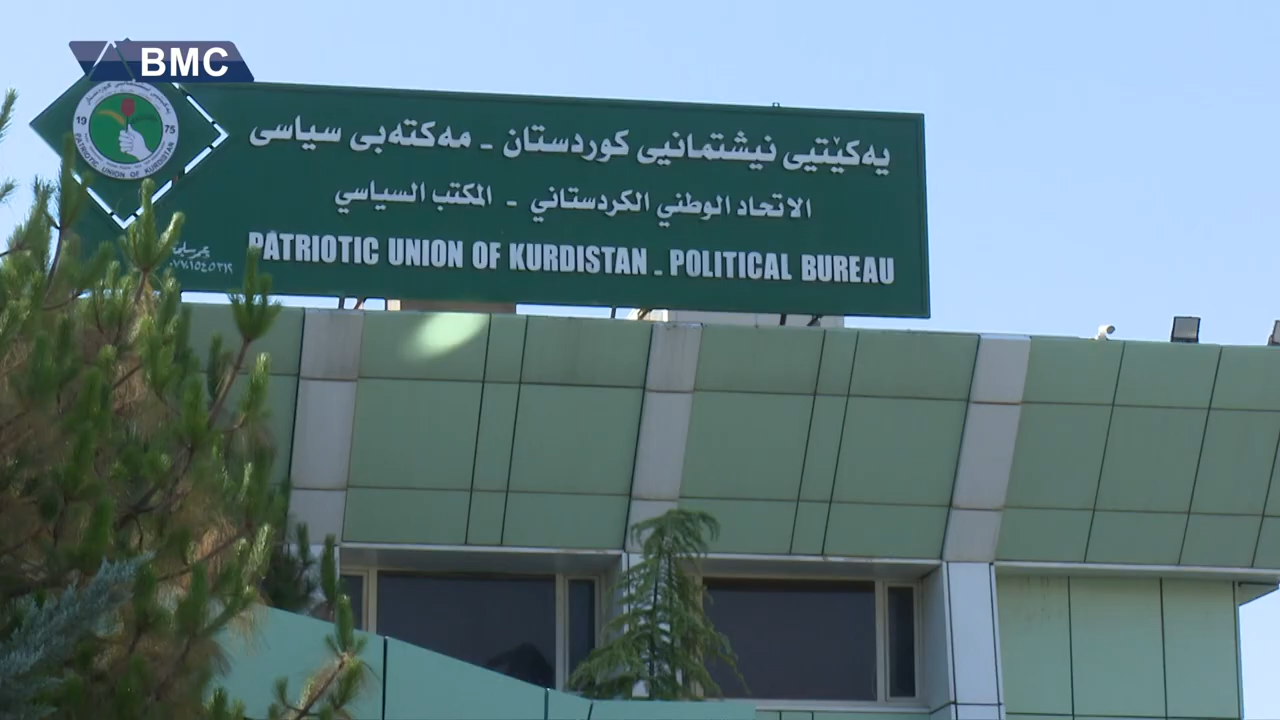 BMC
یەکێتیی نیشتمانیی کوردستان - مەکتەبی سیاسی
الاتحاد الوطني الكردستاني - المكتب السياسي
PATRIOTIC UNION OF KURDISTAN - POLITICAL BUREAU
1975
PATRIOTIC UNION OF KURDISTAN